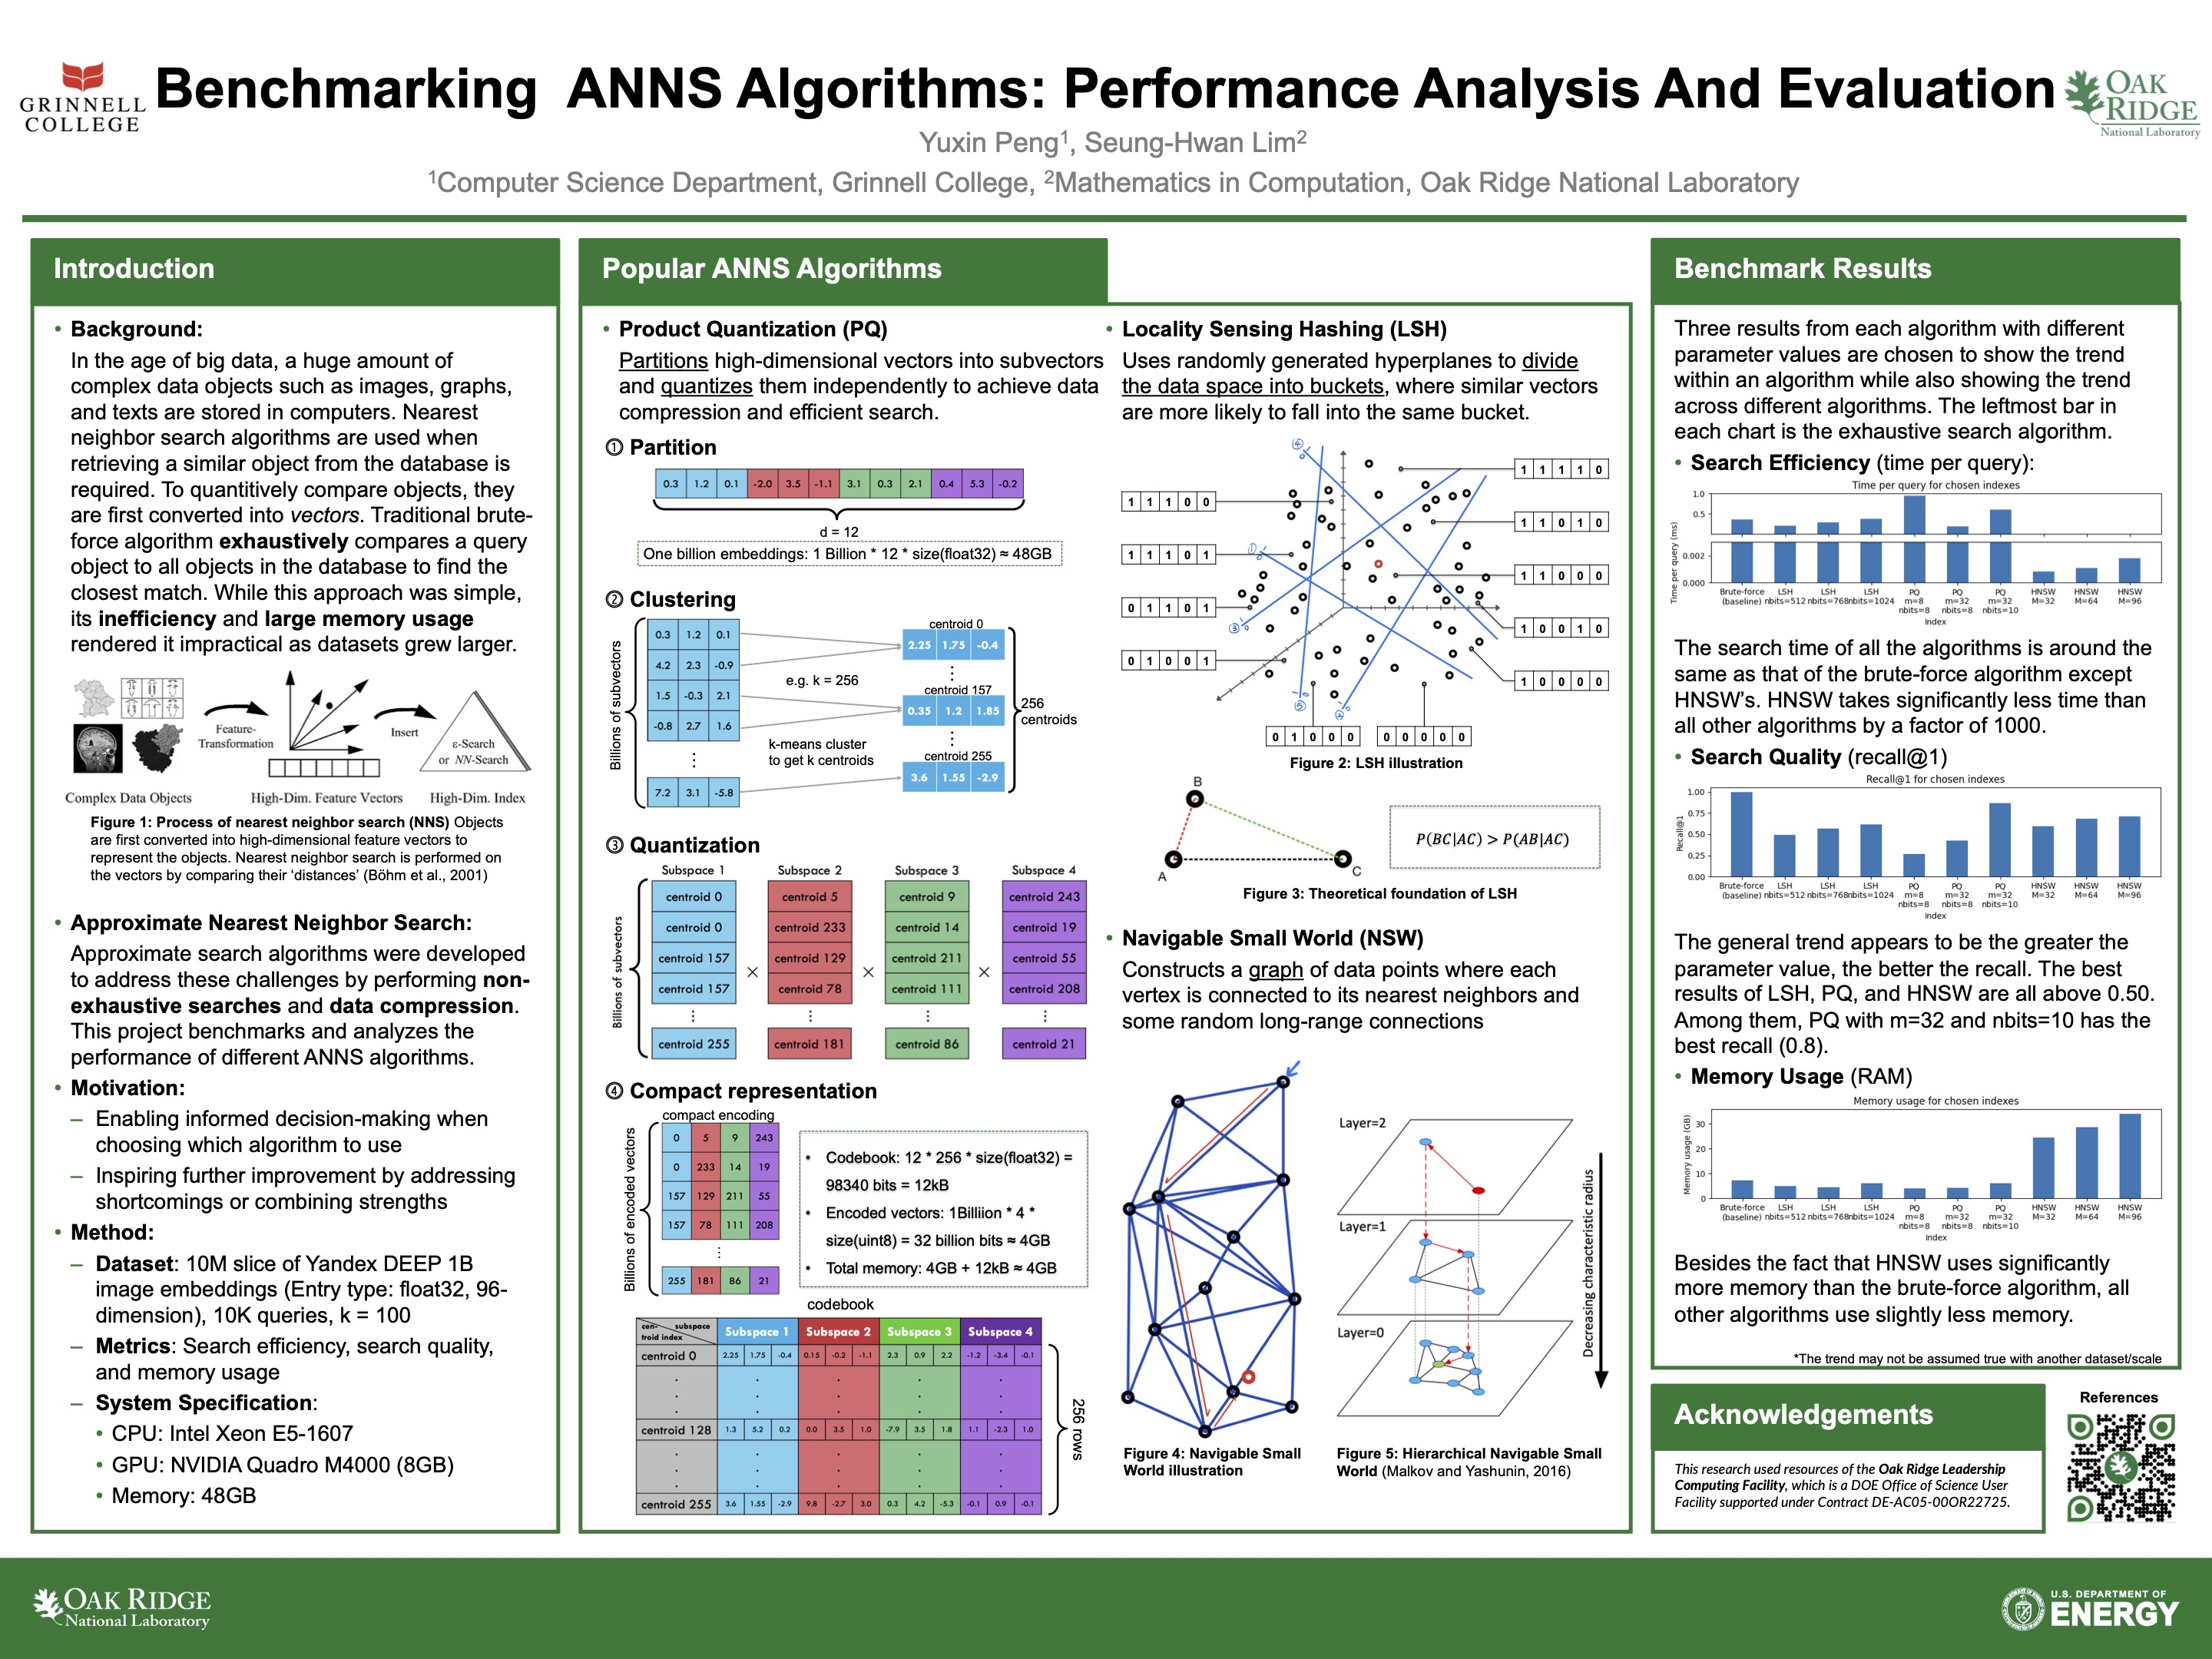 GRINNELL
COLLEGE
Benchmarking ANNS Algorithms: Performance Analysis And Evaluation
OAK
RIDGE
National Laboratory
Yuxin Peng1, Seung-Hwan Lim2
1Computer Science Department, Grinnell College, 2Mathematics in Computation, Oak Ridge National Laboratory
Introduction
• Background:
In the age of big data, a huge amount of
complex data objects such as images, graphs,
and texts are stored in computers. Nearest
neighbor search algorithms are used when
retrieving a similar object from the database is
required. To quantitively compare objects, they
are first converted into vectors. Traditional brute-
force algorithm exhaustively compares a query
object to all objects in the database to find the
closest match. While this approach was simple,
its inefficiency and large memory usage
rendered it impractical as datasets grew larger.
Feature-
Transformation
Insert
ε-Search
or NN-Search
Complex Data Objects
High-Dim. Feature Vectors
High-Dim. Index
Figure 1: Process of nearest neighbor search (NNS) Objects
are first converted into high-dimensional feature vectors to
represent the objects. Nearest neighbor search is performed on
the vectors by comparing their ‘distances’ (Böhm et al., 2001)
• Approximate Nearest Neighbor Search:
Approximate search algorithms were developed
to address these challenges by performing non-
exhaustive searches and data compression.
This project benchmarks and analyzes the
performance of different ANNS algorithms.
• Motivation:
– Enabling informed decision-making when
choosing which algorithm to use
– Inspiring further improvement by addressing
shortcomings or combining strengths
• Method:
– Dataset: 10M slice of Yandex DEEP 1B
image embeddings (Entry type: float32, 96-
dimension), 10K queries, k = 100
– Metrics: Search efficiency, search quality,
and memory usage
– System Specification:
• CPU: Intel Xeon E5-1607
• GPU: NVIDIA Quadro M4000 (8GB)
• Memory: 48GB
Popular ANNS Algorithms
• Product Quantization (PQ)
Partitions high-dimensional vectors into subvectors
and quantizes them independently to achieve data
compression and efficient search.
① Partition
0.3 1.2 0.1 -2.0 3.5 -1.1 3.1 0.3 2.1 0.4 5.3 -0.2
d = 12
One billion embeddings: 1 Billion * 12 * size(float32) ≈ 48GB
② Clustering
Billions of subvectors
0.3 1.2 0.1
4.2 2.3 -0.9
1.5 -0.3 2.1
-0.8 2.7 1.6
⋮
7.2 3.1 -5.8
e.g. k = 256
k-means cluster
to get k centroids
centroid 0
2.25 1.75 -0.4
⋮
centroid 157
0.35 1.2 1.85
⋮
centroid 255
3.6 1.55 -2.9
256
centroids
③ Quantization
Subspace 1 Subspace 2 Subspace 3 Subspace 4
Billions of subvectors
centroid 0 centroid 5 centroid 9 centroid 243
centroid 0 centroid 233 centroid 14 centroid 19
centroid 157 centroid 129 centroid 211 centroid 55
× × ×
centroid 157 centroid 78 centroid 111 centroid 208
⋮ ⋮ ⋮ ⋮
centroid 255 centroid 181 centroid 86 centroid 21
④ Compact representation
compact encoding
Billions of encoded vectors
0 5 9 243
0 233 14 19
157 129 211 55
157 78 111 208
⋮
255 181 86 21
• Codebook: 12 * 256 * size(float32) =
98340 bits = 12kB
• Encoded vectors: 1Billiion * 4 *
size(uint8) = 32 billion bits ≈ 4GB
• Total memory: 4GB + 12kB ≈ 4GB
codebook
cen- subspace
troid index
Subspace 1 Subspace 2 Subspace 3 Subspace 4
centroid 0 2.25 1.75 -0.4 0.15 -0.2 -1.1 2.3 0.9 2.2 -1.2 -3.4 -0.1
centroid 128 1.3 5.2 0.2 0.0 3.5 1.0 -7.9 3.5 1.8 1.1 -2.3 1.0
centroid 255 3.6 1.55 -2.9 9.8 -2.7 3.0 0.3 4.2 -5.3 -0.1 0.9 -0.1
256 rows
• Locality Sensing Hashing (LSH)
Uses randomly generated hyperplanes to divide
the data space into buckets, where similar vectors
are more likely to fall into the same bucket.
1 1 1 1 0
1 1 1 0 0
1 1 0 1 0
1 1 1 0 1
1 1 0 0 0
0 1 1 0 1
1 0 0 1 0
0 1 0 0 1
1 0 0 0 0
0 1 0 0 0
0 0 0 0 0
Figure 2: LSH illustration
B
A
C
P(BC|AC) > P(AB|AC)
Figure 3: Theoretical foundation of LSH
• Navigable Small World (NSW)
Constructs a graph of data points where each
vertex is connected to its nearest neighbors and
some random long-range connections
Layer=2
Layer=1
Layer=0
Decreasing characteristic radius
Figure 4: Navigable Small
World illustration
Figure 5: Hierarchical Navigable Small
World (Malkov and Yashunin, 2016)
Benchmark Results
Three results from each algorithm with different
parameter values are chosen to show the trend
within an algorithm while also showing the trend
across different algorithms. The leftmost bar in
each chart is the exhaustive search algorithm.
• Search Efficiency (time per query):
Time per query for chosen indexes
Time per query (ms)
1.0
0.5
0.002
0.000
Brute-force LSH LSH LSH PQ PQ PQ HNSW HNSW HNSW
(baseline) nbits=512 nbits=768 nbits=1024 m=8 m=32 m=32 M=32 M=64 M=96
nbits=8 nbits=8 nbits=10
Index
The search time of all the algorithms is around the
same as that of the brute-force algorithm except
HNSW’s. HNSW takes significantly less time than
all other algorithms by a factor of 1000.
• Search Quality (recall@1)
Recall@1 for chosen indexes
Recall@1
1.00
0.75
0.50
0.25
0.00
Brute-force LSH LSH LSH PQ PQ PQ HNSW HNSW HNSW
(baseline) nbits=512 nbits=768 nbits=1024 m=8 m=32 m=32 M=32 M=64 M=96
nbits=8 nbits=8 nbits=10
Index
The general trend appears to be the greater the
parameter value, the better the recall. The best
results of LSH, PQ, and HNSW are all above 0.50.
Among them, PQ with m=32 and nbits=10 has the
best recall (0.8).
• Memory Usage (RAM)
Memory usage for chosen indexes
Memory usage (GB)
30
20
10
0
Brute-force LSH LSH LSH PQ PQ PQ HNSW HNSW HNSW
(baseline) nbits=512 nbits=768 nbits=1024 m=8 m=32 m=32 M=32 M=64 M=96
nbits=8 nbits=8 nbits=10
Index
Besides the fact that HNSW uses significantly
more memory than the brute-force algorithm, all
other algorithms use slightly less memory.
*The trend may not be assumed true with another dataset/scale
Acknowledgements
This research used resources of the Oak Ridge Leadership
Computing Facility, which is a DOE Office of Science User
Facility supported under Contract DE-AC05-00OR22725.
References
OAK RIDGE
National Laboratory
U.S. DEPARTMENT OF
ENERGY